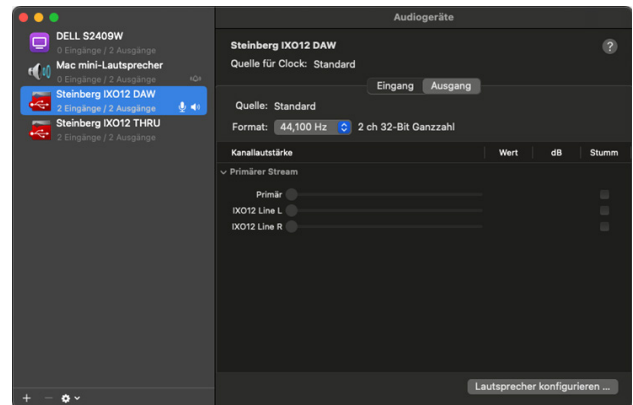 Audiogeräte
DELL S2409W
0 Eingänge / 2 Ausgänge
Mac mini-Lautsprecher
0 Eingänge / 2 Ausgänge
Steinberg IXO12 DAW
2 Eingänge / 2 Ausgänge
Steinberg IXO12 THRU
2 Eingänge / 2 Ausgänge
Steinberg IXO12 DAW
?
Quelle für Clock: Standard
Eingang Ausgang
Quelle: Standard
Format: 44,100 Hz 2 ch 32-Bit Ganzzahl
Kanallautstärke Wert dB Stumm
Primärer Stream
Primär
IXO12 Line L
IXO12 Line R
Lautsprecher konfigurieren ...